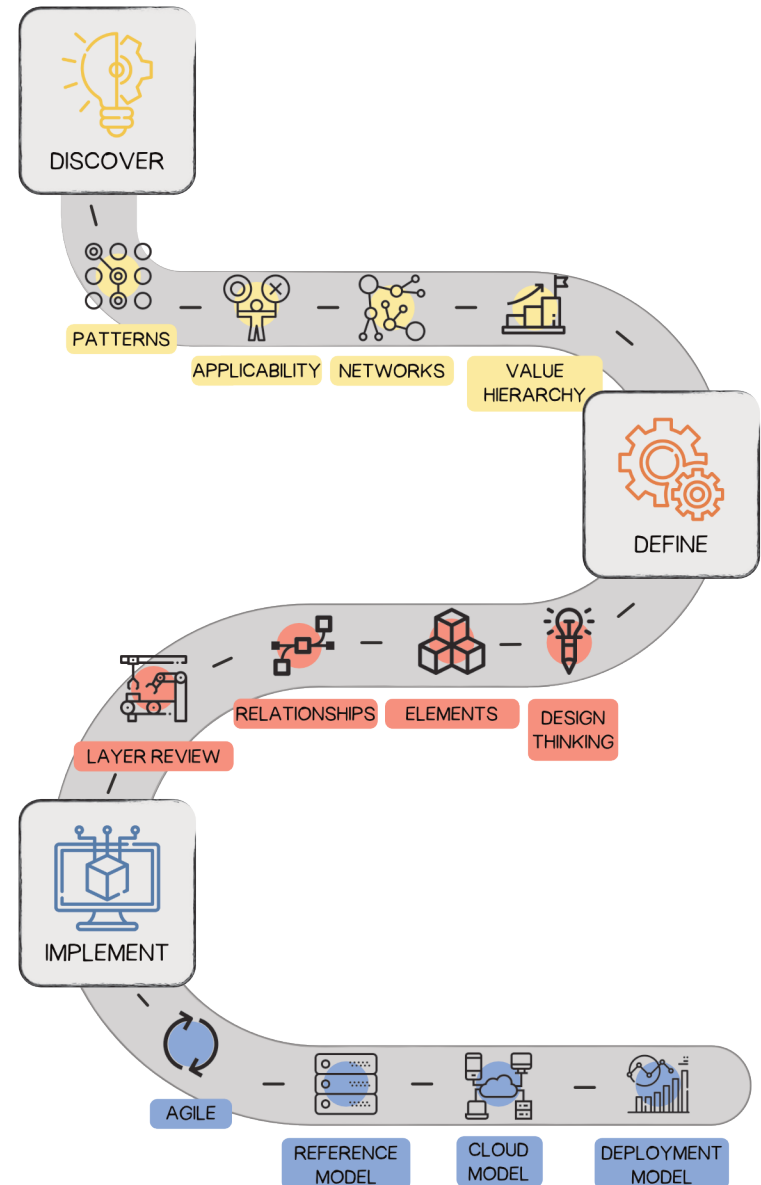 DISCOVER
PATTERNS
APPLICABILITY
NETWORKS
VALUE
HIERARCHY
DEFINE
DESIGN
THINKING
ELEMENTS
RELATIONSHIPS
LAYER REVIEW
IMPLEMENT
AGILE
REFERENCE
MODEL
CLOUD
MODEL
DEPLOYMENT
MODEL